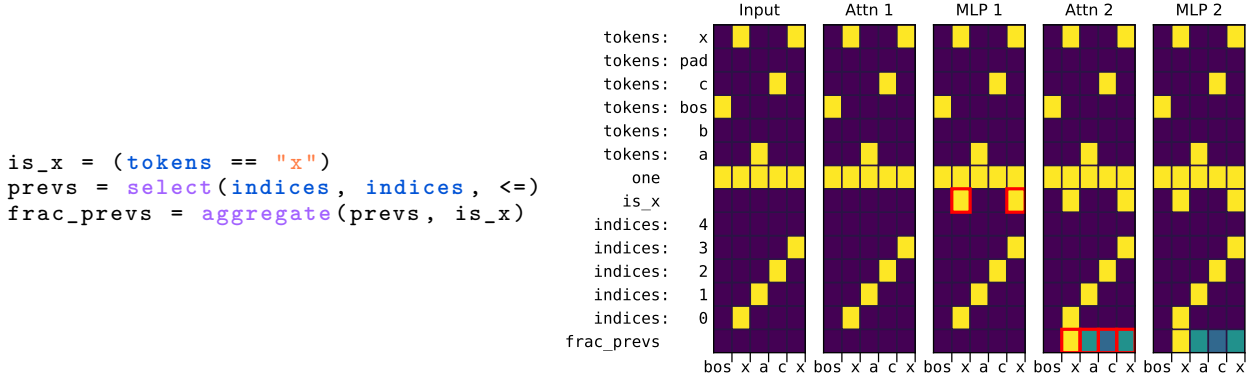 is_x = (tokens == "x")
prevs = select(indices, indices, <=)
frac_prevs = aggregate(prevs, is_x)
Input Attn 1 MLP 1 Attn 2 MLP 2
tokens: x
tokens: pad
tokens: c
tokens: bos
tokens: b
tokens: a
one
is_x
indices: 4
indices: 3
indices: 2
indices: 1
indices: 0
frac_prevs
bos x a c x bos x a c x bos x a c x bos x a c x bos x a c x